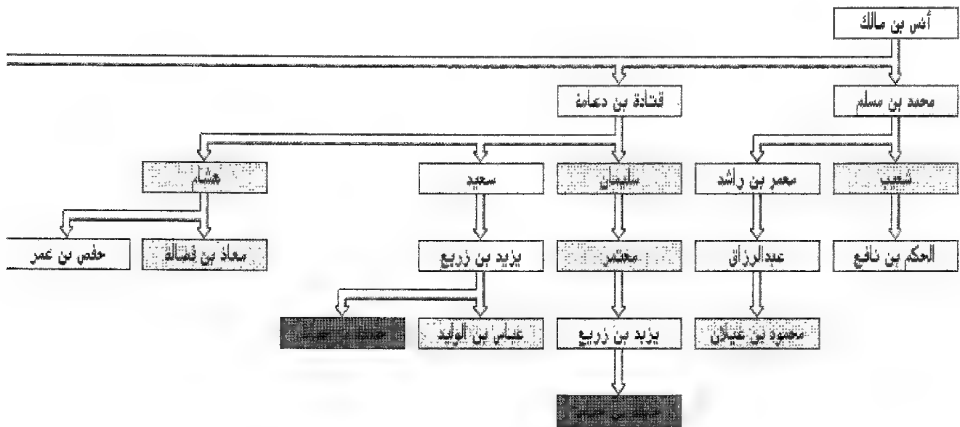 أنس بن مالك
محمد بن مسلم
قتادة بن دعامة
شعيب
معمر بن راشد
سليمان
سعيد
هشام
الحكم بن نافع
عبدالرزاق
معتمر
يزيد بن زريع
معاذ بن فضالة
حفص بن عمر
محمود بن غيلان
يزيد بن زريع
عباس بن الوليد